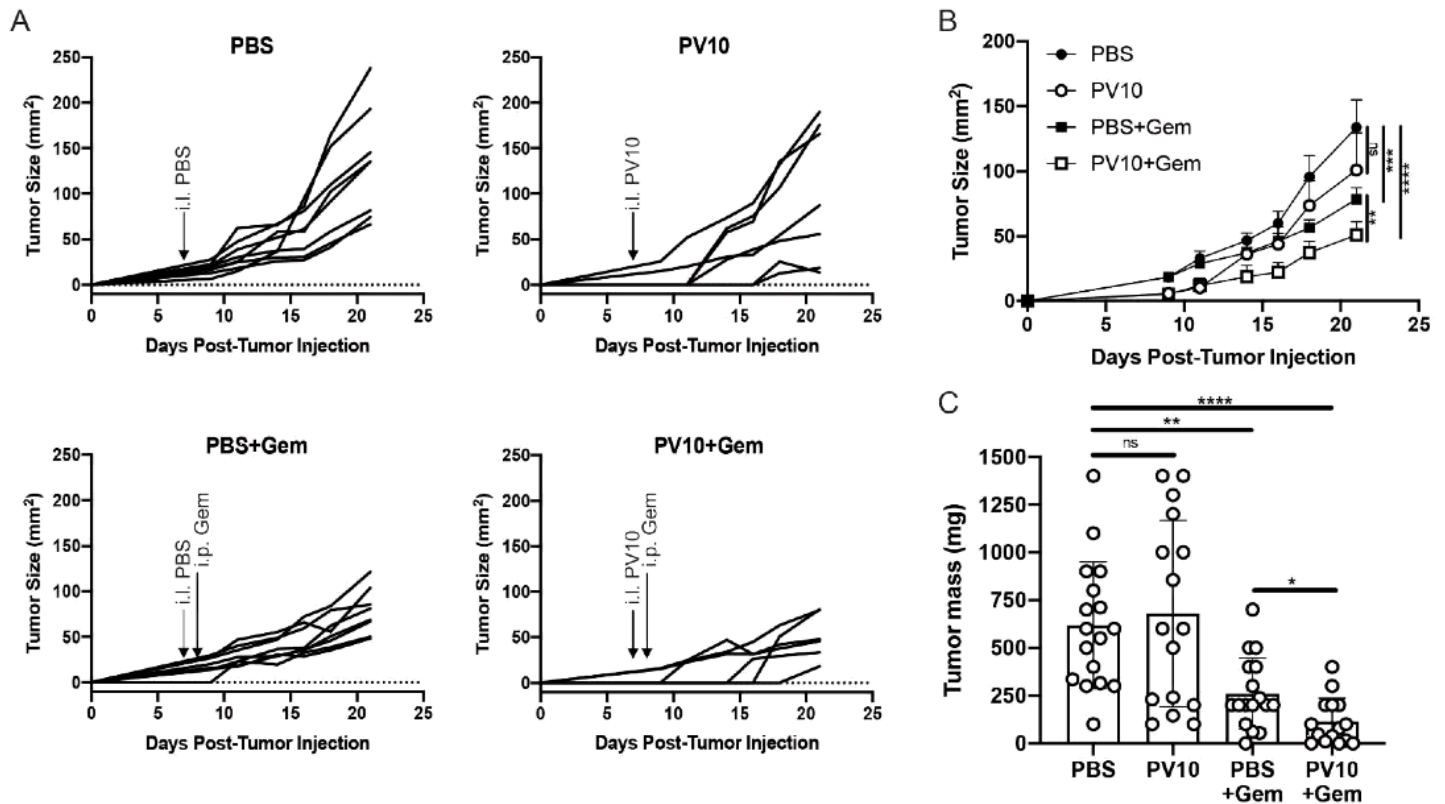 A
PBS
Tumor Size (mm²)
250
200
150
100
50
0
i.l. PBS
0 5 10 15 20 25
Days Post-Tumor Injection
PV10
Tumor Size (mm²)
250
200
150
100
50
0
i.l. PV10
0 5 10 15 20 25
Days Post-Tumor Injection
PBS+Gem
Tumor Size (mm²)
250
200
150
100
50
0
i.l. PBS
i.p. Gem
0 5 10 15 20 25
Days Post-Tumor Injection
PV10+Gem
Tumor Size (mm²)
250
200
150
100
50
0
i.l. PV10
i.p. Gem
0 5 10 15 20 25
Days Post-Tumor Injection
B
Tumor Size (mm²)
200
150
100
50
0
PBS
PV10
PBS+Gem
PV10+Gem
ns
***
****
**
0 5 10 15 20 25
Days Post-Tumor Injection
C
****
**
ns
*
Tumor mass (mg)
1500
1250
1000
750
500
250
0
PBS PV10 PBS PV10
+Gem +Gem